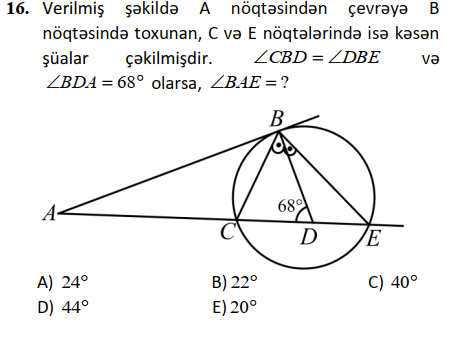 16. Verilmiş şəkildə A nöqtəsindən çevrəyə B
nöqtəsində toxunan, C və E nöqtələrində isə kəsən
şüalar çəkilmişdir. ∠CBD = ∠DBE və
∠BDA = 68° olarsa, ∠BAE = ?
B
A
68°
C
D
E
A) 24° B) 22° C) 40°
D) 44° E) 20°